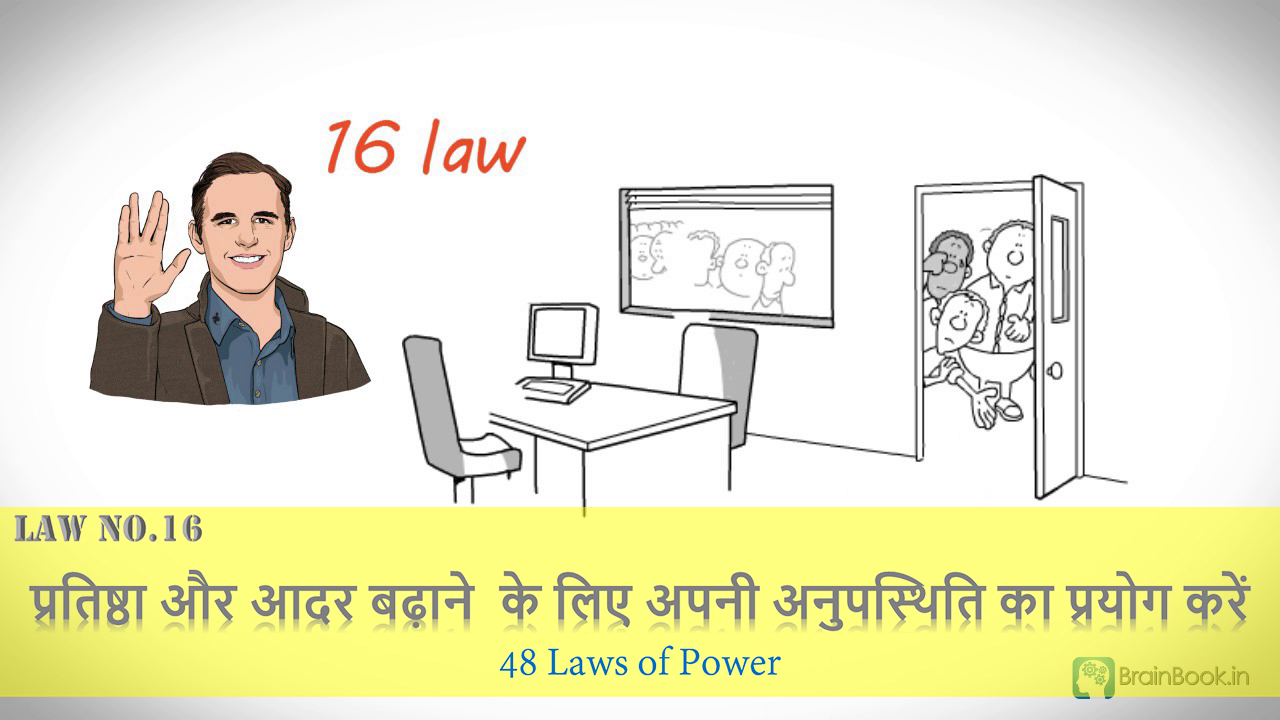 16 law
LAW NO.16
प्रतिष्ठा और आदर बढ़ाने के लिए अपनी अनुपस्थिति का प्रयोग करें
48 Laws of Power
BrainBook.in